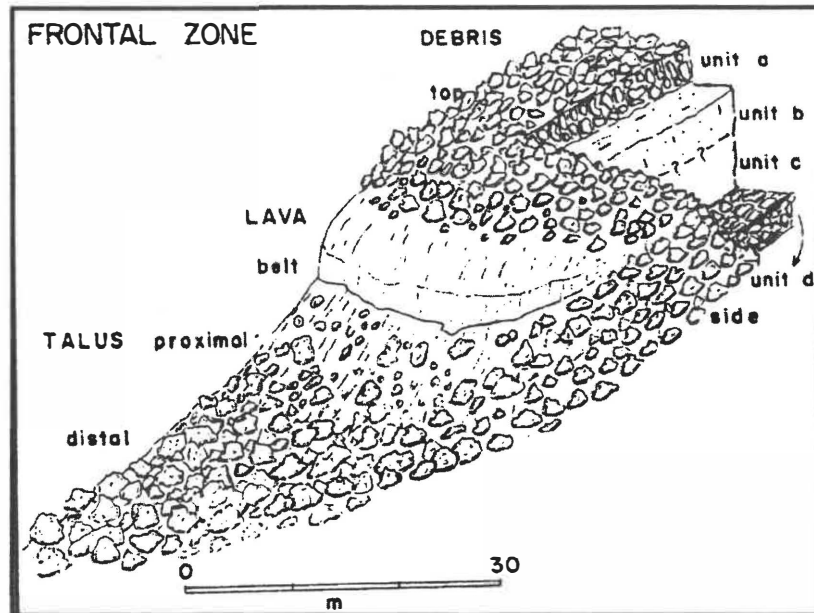 FRONTAL ZONE
DEBRIS
unit a
top
unit b
unit c
LAVA
belt
unit d
side
TALUS proximal
distal
0 30
m